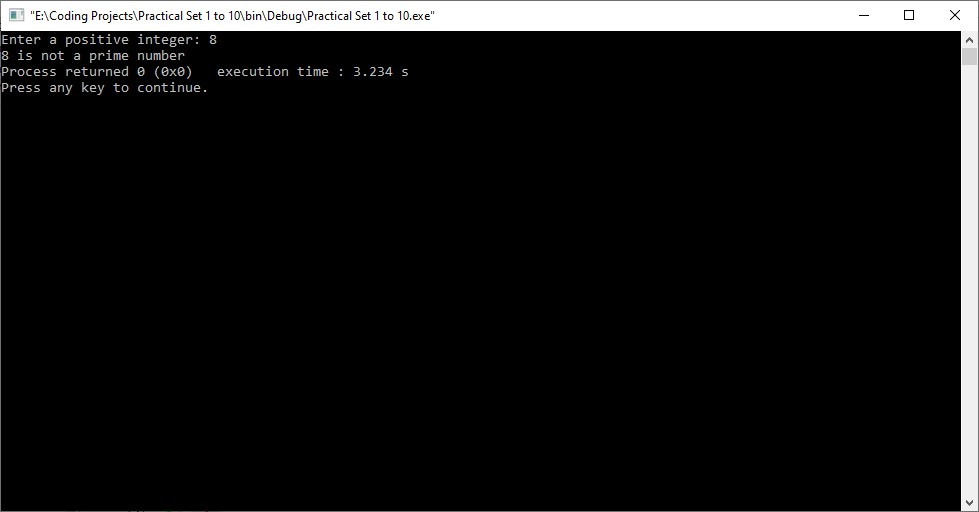 "E:\Coding Projects\Practical Set 1 to 10\bin\Debug\Practical Set 1 to 10.exe"
Enter a positive integer: 8
8 is not a prime number
Process returned 0 (0x0)   execution time : 3.234 s
Press any key to continue.